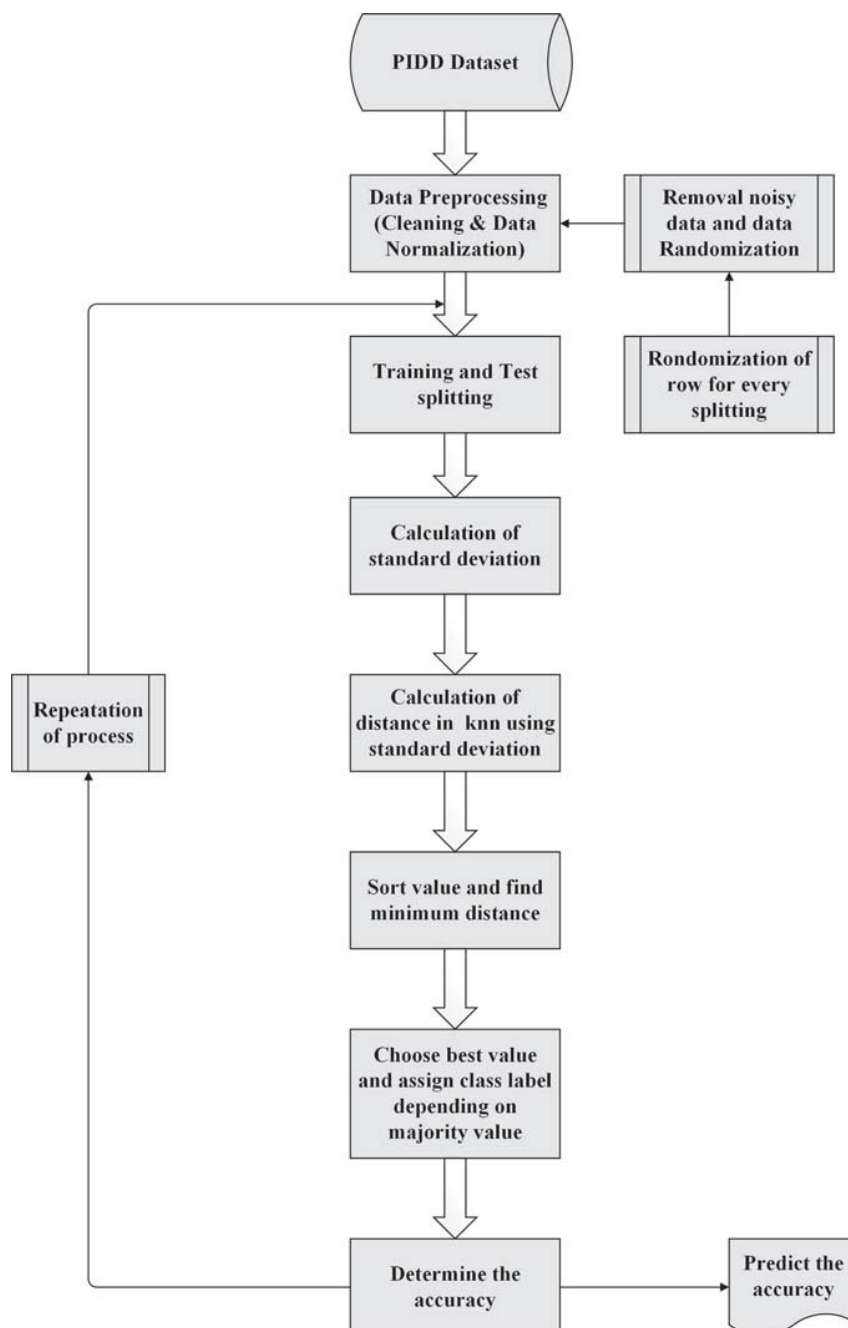 PIDD Dataset
Data Preprocessing
(Cleaning & Data
Normalization)
Removal noisy
data and data
Randomization
Training and Test
splitting
Rondomization of
row for every
splitting
Calculation of
standard deviation
Repeatation
of process
Calculation of
distance in knn using
standard deviation
Sort value and find
minimum distance
Choose best value
and assign class label
depending on
majority value
Determine the
accuracy
Predict the
accuracy